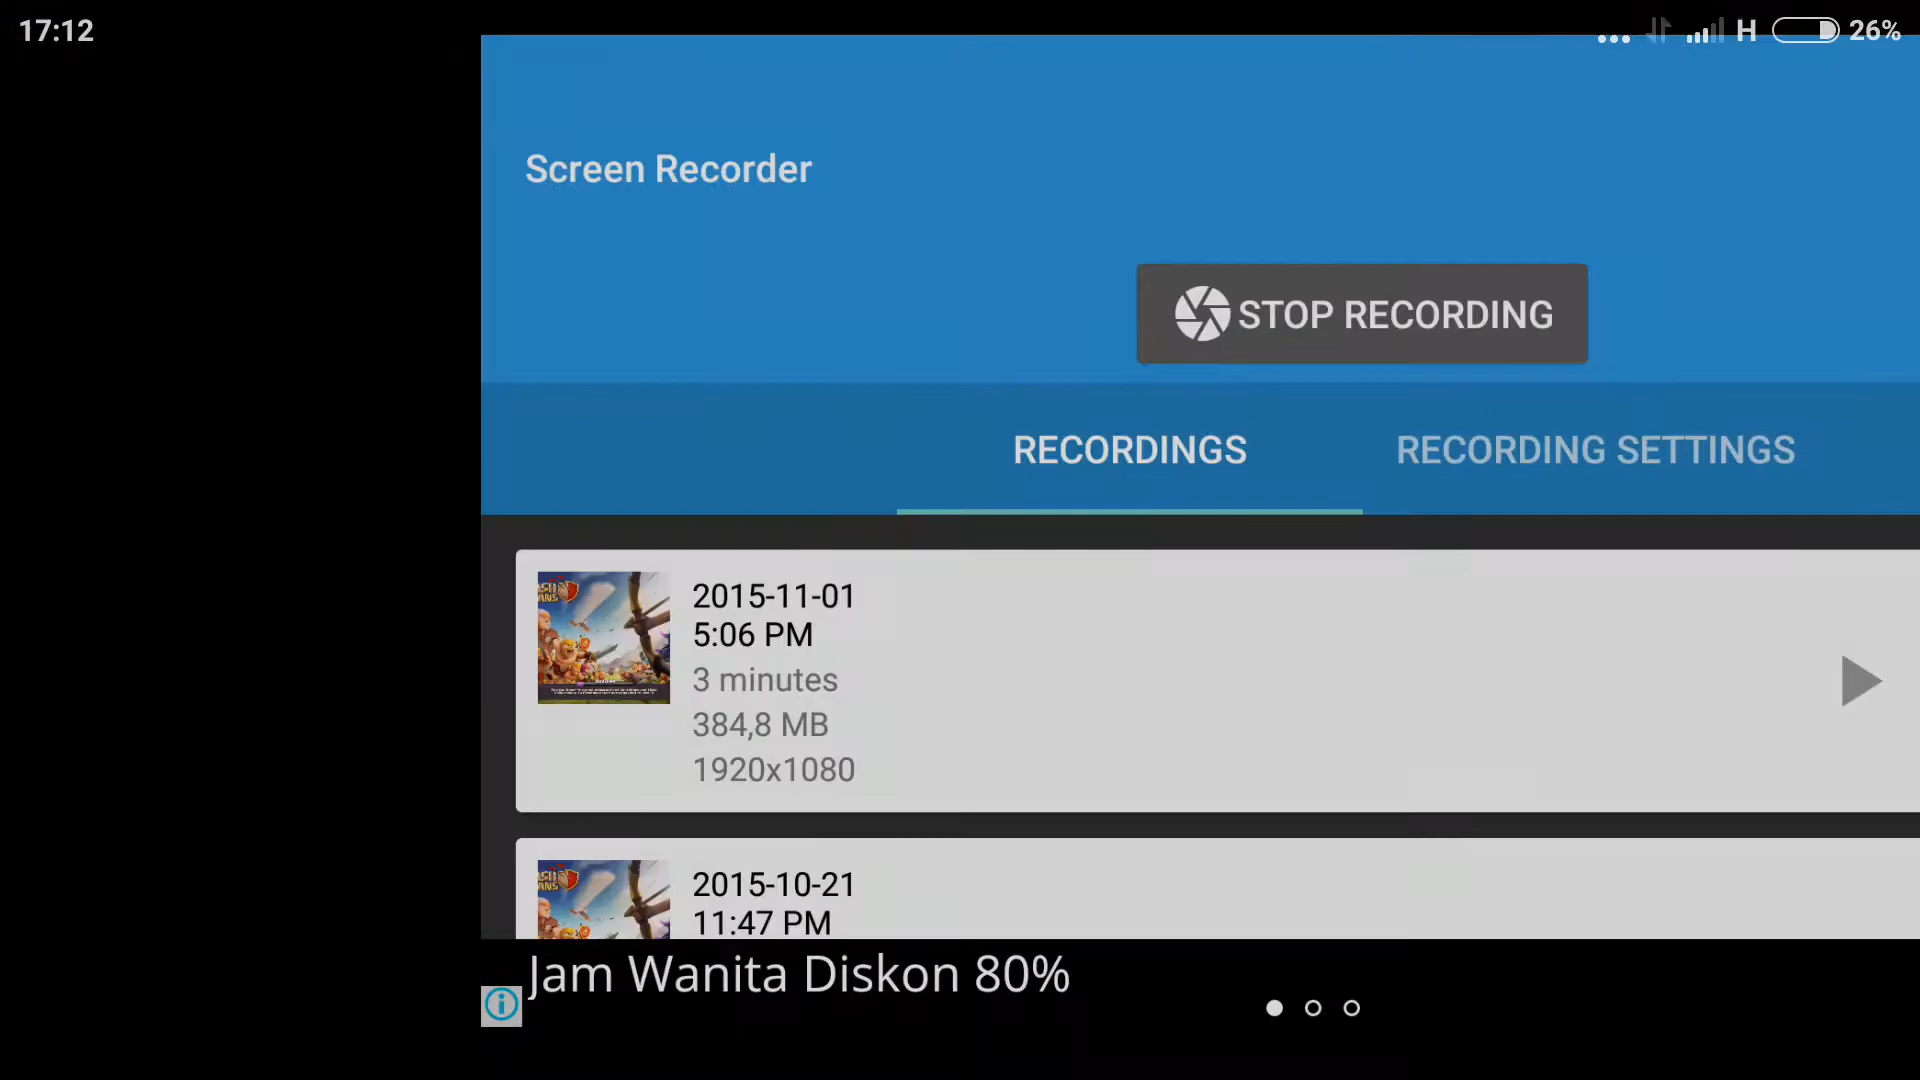 17:12
H
26%
Screen Recorder
STOP RECORDING
RECORDINGS
RECORDING SETTINGS
2015-11-01
5:06 PM
3 minutes
384,8 MB
1920x1080
2015-10-21
11:47 PM
Jam Wanita Diskon 80%